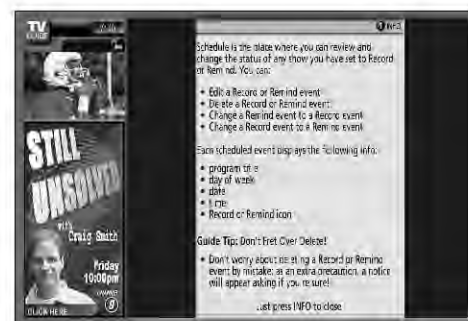 TV
GUIDE
INFO
Schedule is the place where you can review and
change the status of any show you have set to Record
or Remind. You can:
• Edit a Record or Remind event
• Delete a Record or Remind event
• Change a Remind event to a Record event
• Change a Record event to a Remind event
Each scheduled event displays the following info:
• program title
• day of week
• date
• time
• Record or Remind icon
Guide Tip: Don't Fret Over Delete!
• Don't worry about deleting a Record or Remind
event by mistake; as an extra precaution, a notice
will appear asking if you're sure!
Just press INFO to close
STILL
UNSOLVED
with
Craig Smith
Friday
10:00pm
CHANNEL
CLICK HERE